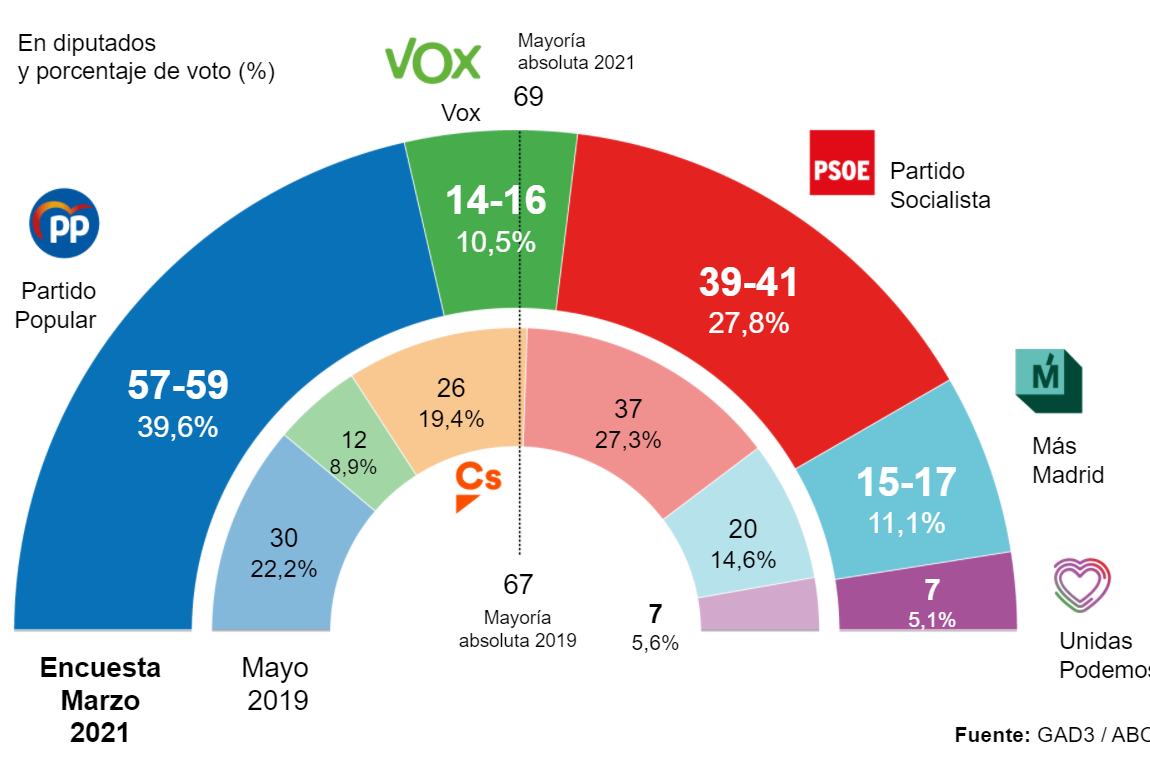 En diputados
y porcentaje de voto (%)
VOX
Vox
Mayoría
absoluta 2021
69
PSOE
Partido
Socialista
pp
Partido
Popular
14-16
10,5%
39-41
27,8%
57-59
39,6%
26
19,4%
37
27,3%
12
8,9%
Cs
M
Más
Madrid
15-17
11,1%
30
22,2%
20
14,6%
67
Mayoría
absoluta 2019
7
5,6%
7
5,1%
Unidas
Podemos
Encuesta
Marzo
2021
Mayo
2019
Fuente: GAD3 / ABC